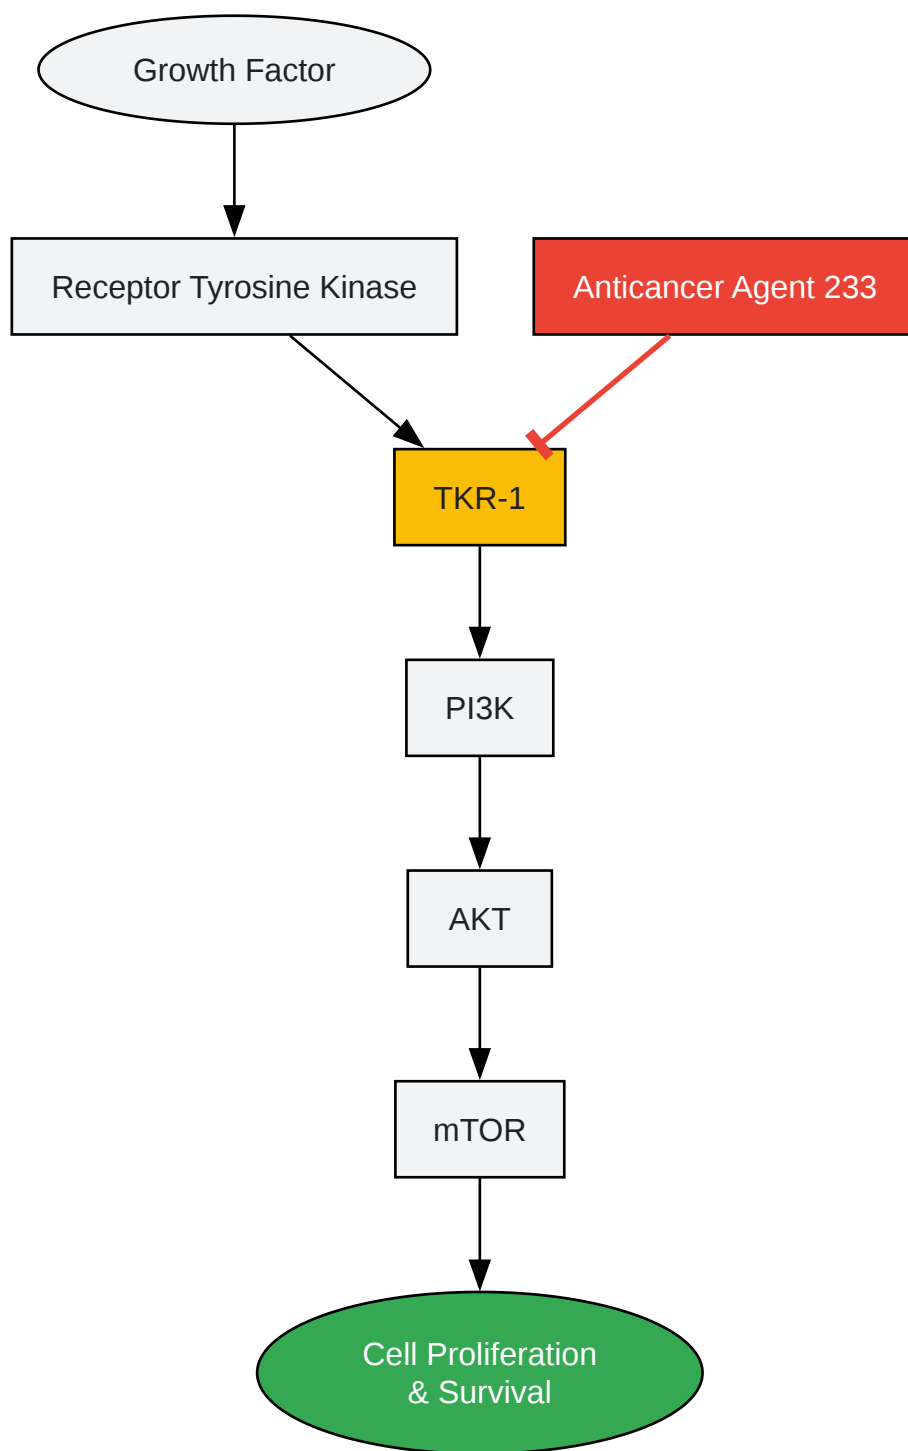 Growth Factor
Receptor Tyrosine Kinase
Anticancer Agent 233
TKR-1
PI3K
AKT
mTOR
Cell Proliferation
& Survival